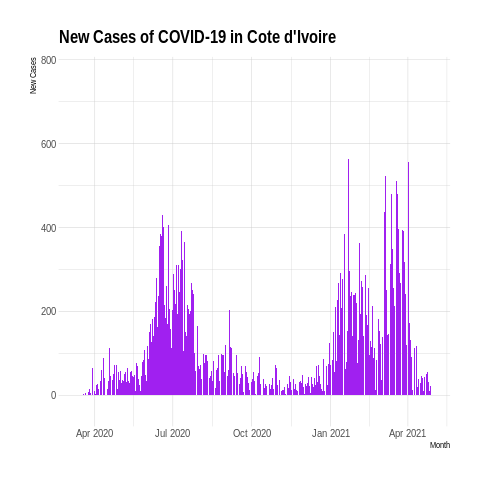 New Cases of COVID-19 in Cote d'Ivoire
New Cases
800
600
400
200
0
Apr 2020 Jul 2020 Oct 2020 Jan 2021 Apr 2021
Month